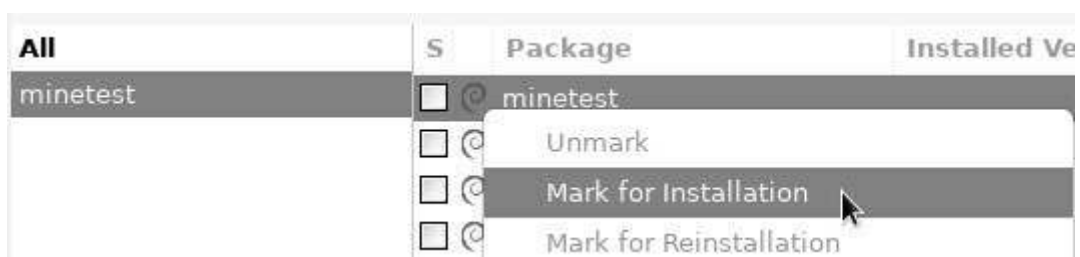 All
S Package Installed Ve
minetest
minetest
Unmark
Mark for Installation
Mark for Reinstallation